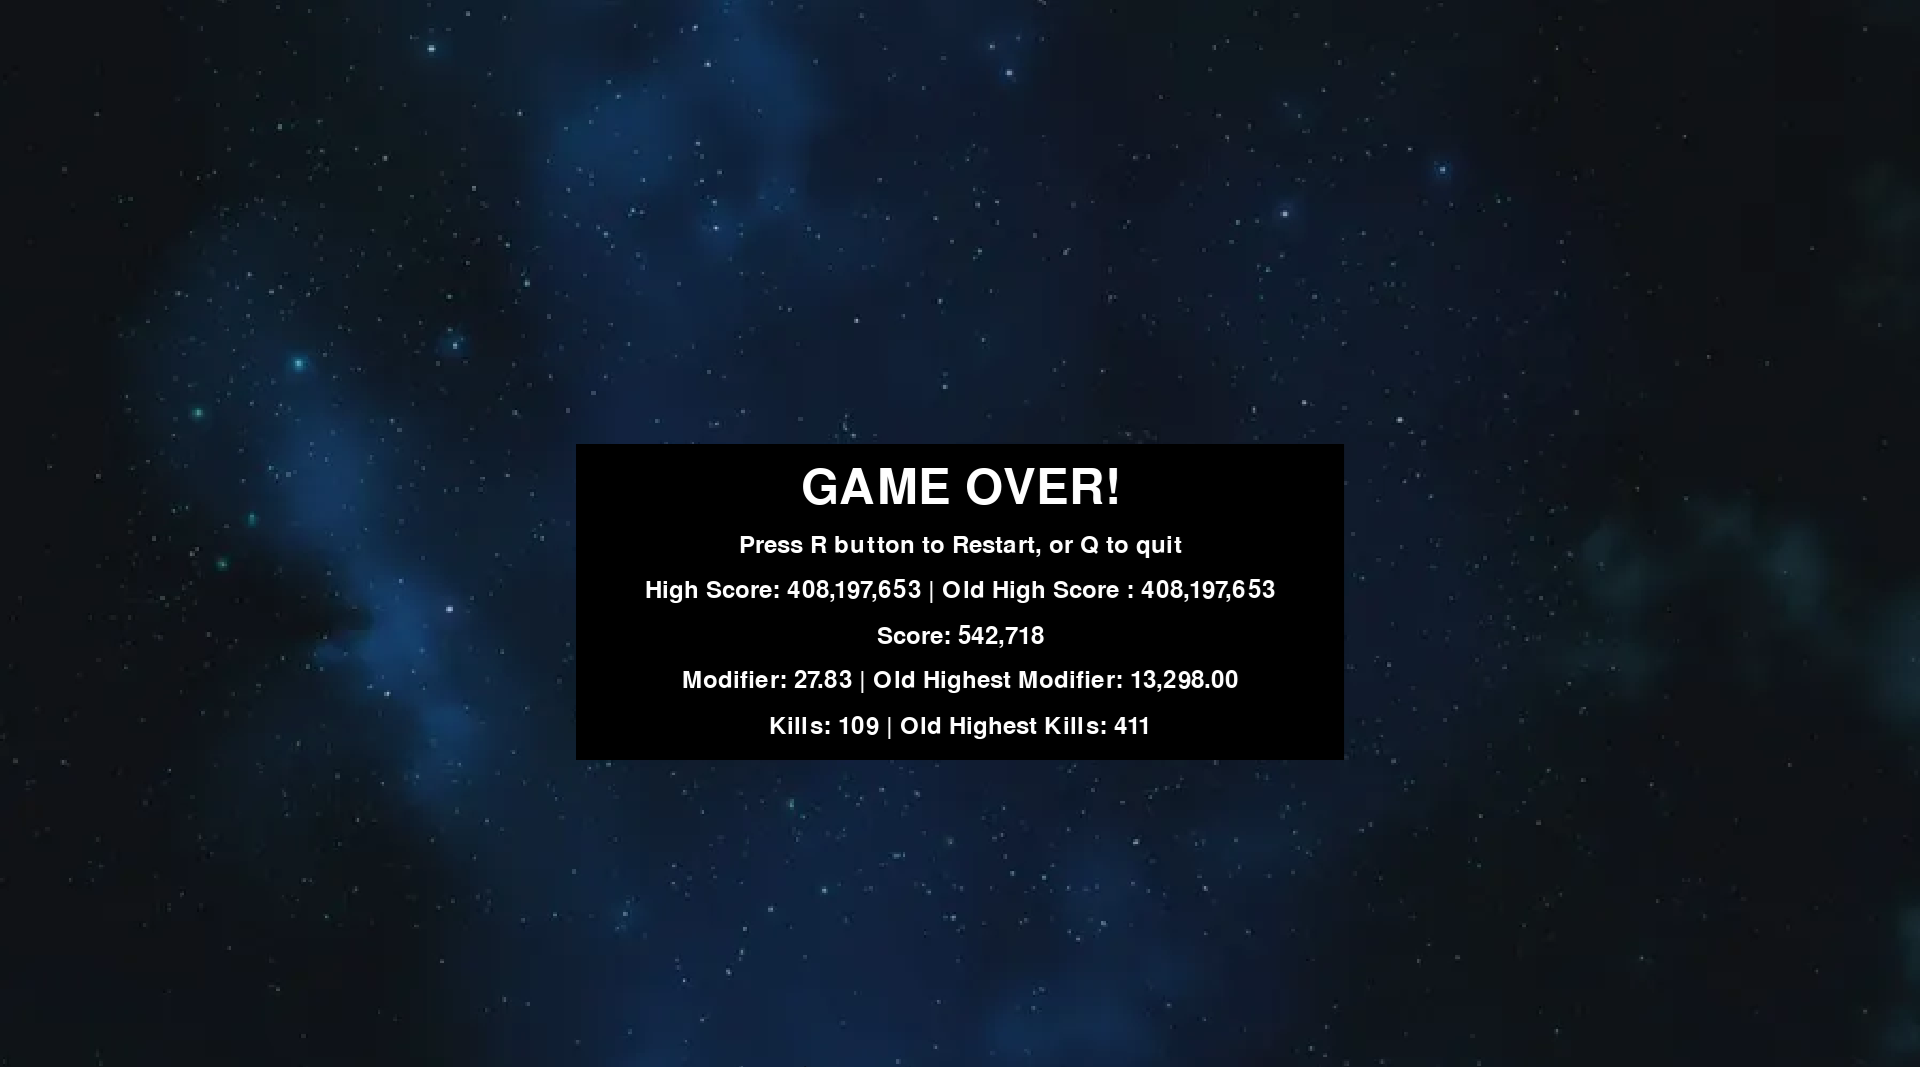 GAME OVER!
Press R button to Restart, or Q to quit
High Score: 408,197,653 | Old High Score : 408,197,653
Score: 542,718
Modifier: 27.83 | Old Highest Modifier: 13,298.00
Kills: 109 | Old Highest Kills: 411